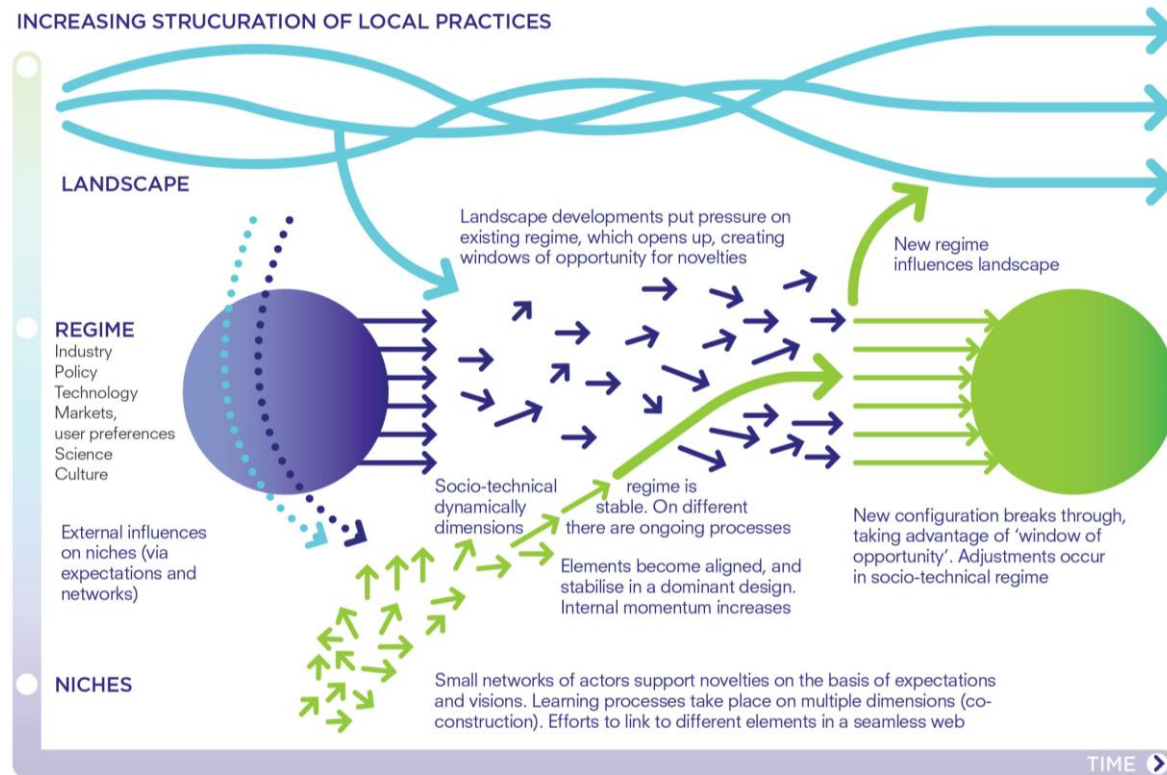 INCREASING STRUCURATION OF LOCAL PRACTICES
LANDSCAPE
Landscape developments put pressure on
existing regime, which opens up, creating
windows of opportunity for novelties
New regime
influences landscape
REGIME
Industry
Policy
Technology
Markets,
user preferences
Science
Culture
External influences
on niches (via
expectations and
networks)
Socio-technical regime is
dynamically stable. On different
dimensions there are ongoing processes
Elements become aligned, and
stabilise in a dominant design.
Internal momentum increases
New configuration breaks through,
taking advantage of ‘window
of opportunity’. Adjustments occur
in socio-technical regime
NICHES
Small networks of actors support novelties on the basis of expectations
and visions. Learning processes take place on multiple dimensions (co-
construction). Efforts to link to different elements in a seamless web
TIME